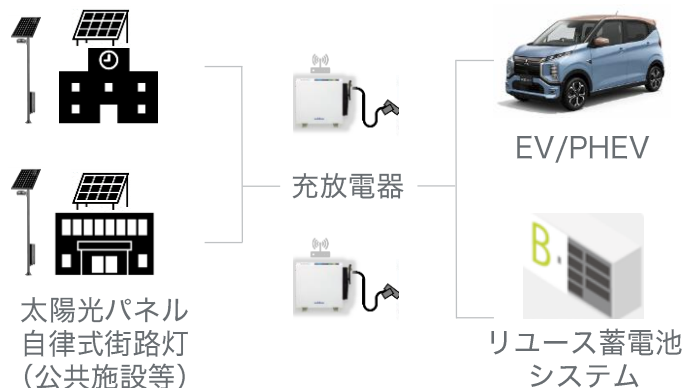 太陽光パネル
自律式街路灯
(公共施設等)
充放電器
EV/PHEV
B.
リユース蓄電池
システム